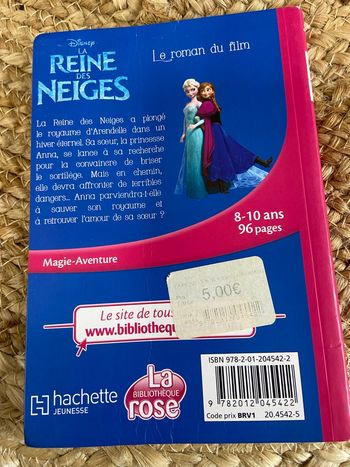 Disney
LA
REINE
DES
NEIGES
Le roman du film
La Reine des Neiges a plongé
le royaume d'Arendelle dans un
hiver éternel. Sa sœur, la princesse
Anna, se lance à sa recherche
pour la convaincre de briser
le sortilège. Mais en chemin,
elle devra affronter de terribles
dangers... Anna parviendra-t-elle
à sauver son royaume et
à retrouver l'amour de sa sœur ?
8-10 ans
96 pages
Magie-Aventure
5,00€
Le site de tous
www.bibliotheque
hachette
JEUNESSE
La
BIBLIOTHÈQUE
rose
ISBN 978-2-01-204542-2
9 782012 045422
Code prix BRV1 20.4542-5